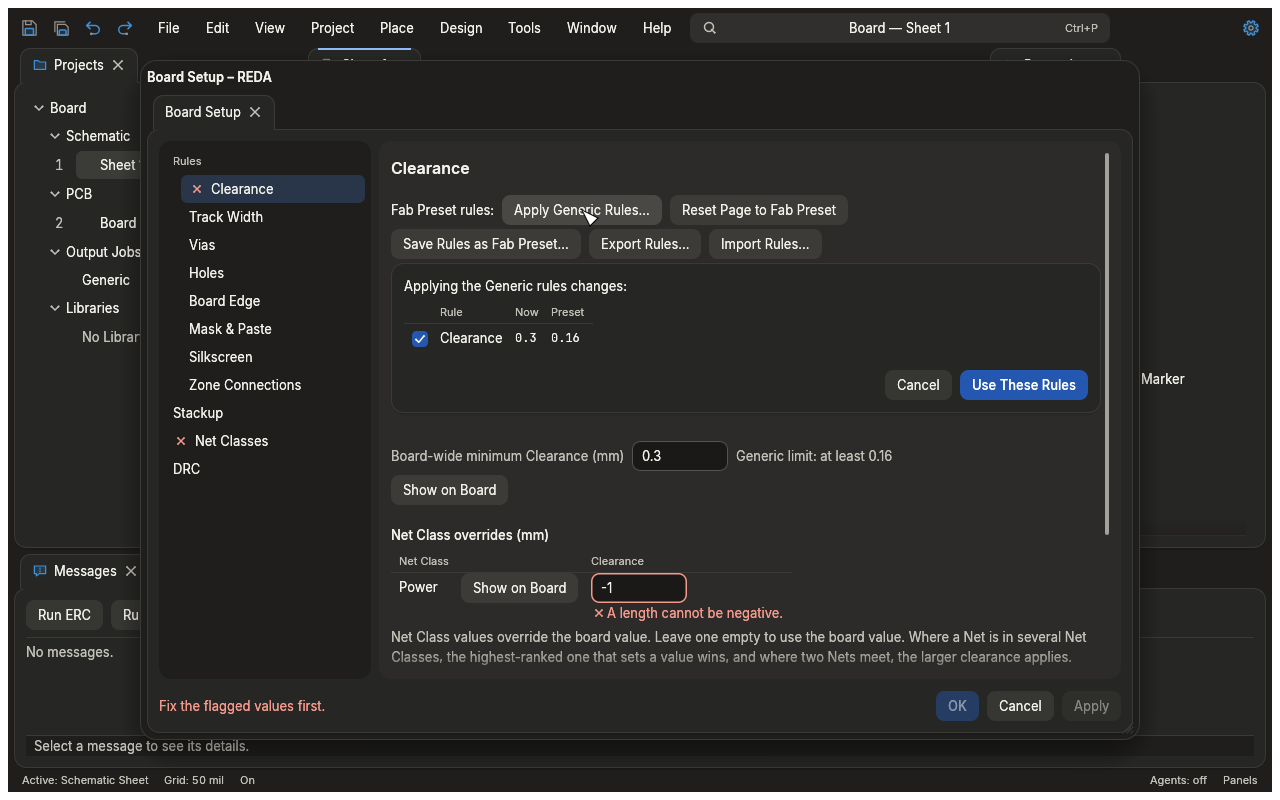 File Edit View Project Place Design Tools Window Help
Board — Sheet 1 Ctrl+P
Projects
Board
Schematic
1 Sheet
PCB
2 Board
Output Jobs
Generic
Libraries
No Librar
Board Setup – REDA
Board Setup
Rules
Clearance
Track Width
Vias
Holes
Board Edge
Mask & Paste
Silkscreen
Zone Connections
Stackup
Net Classes
DRC
Clearance
Fab Preset rules: Apply Generic Rules... Reset Page to Fab Preset
Save Rules as Fab Preset... Export Rules... Import Rules...
Applying the Generic rules changes:
Rule Now Preset
Clearance 0.3 0.16
Cancel Use These Rules
Board-wide minimum Clearance (mm) 0.3 Generic limit: at least 0.16
Show on Board
Net Class overrides (mm)
Net Class Clearance
Power Show on Board -1
A length cannot be negative.
Net Class values override the board value. Leave one empty to use the board value. Where a Net is in several Net
Classes, the highest-ranked one that sets a value wins, and where two Nets meet, the larger clearance applies.
Fix the flagged values first.
OK Cancel Apply
Marker
Messages
Run ERC Ru
No messages.
Select a message to see its details.
Active: Schematic Sheet Grid: 50 mil On
Agents: off Panels